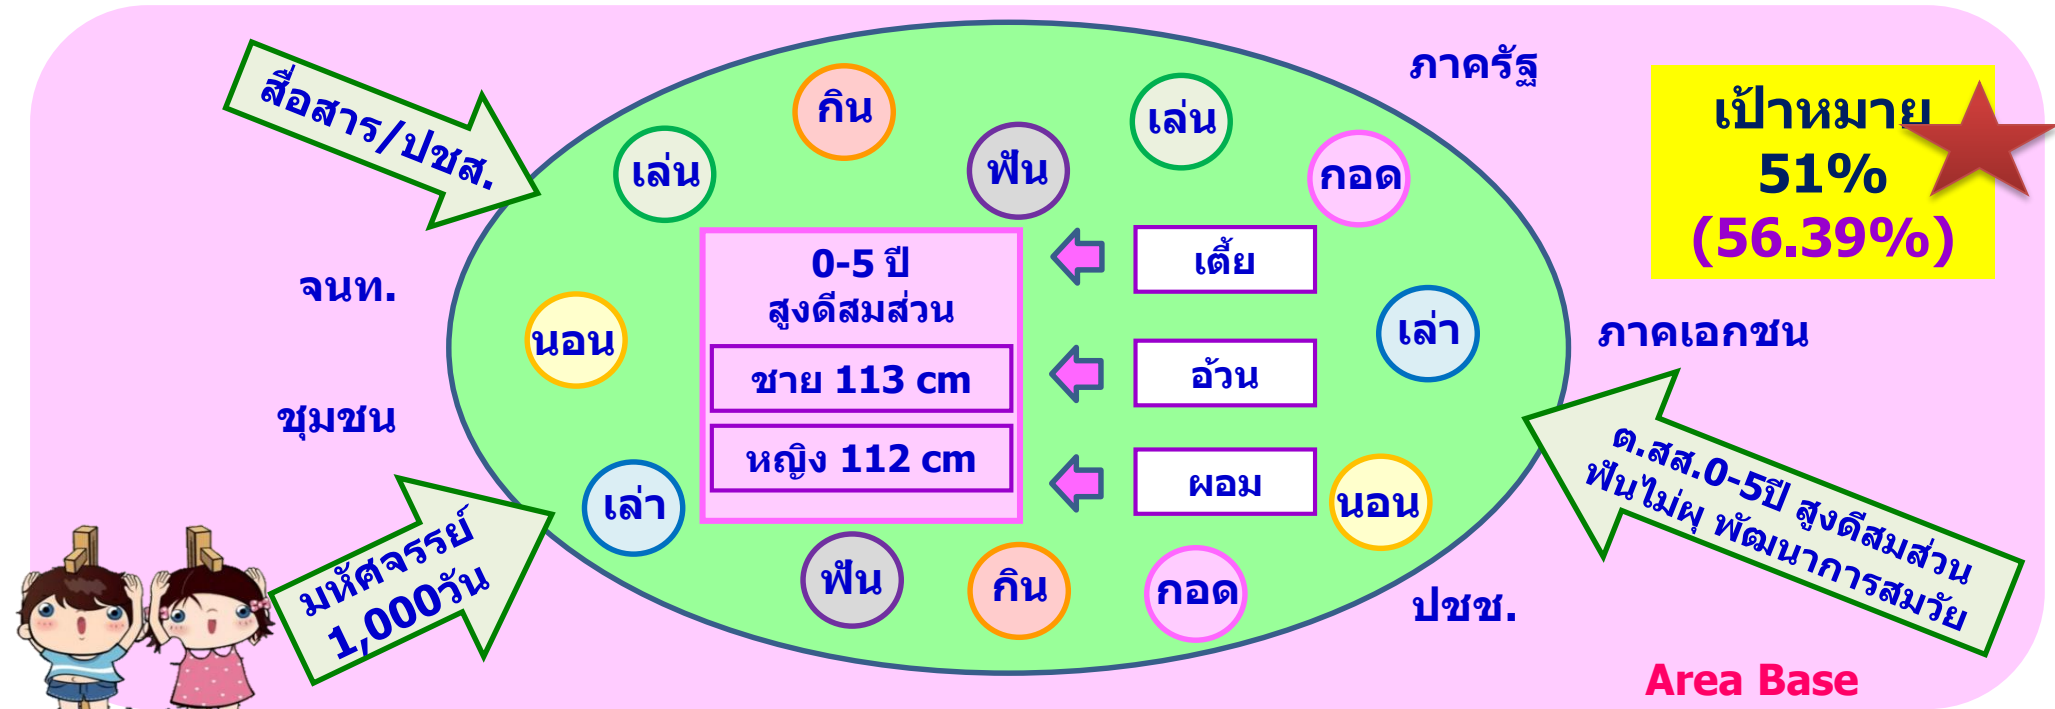 สื่อสาร/ปชส.
ภาครัฐ
เป้าหมาย
51%
(56.39%)
กิน
เล่น
เล่น
ฟัน
กอด
0-5 ปี
สูงดีสมส่วน
ชาย 113 cm
หญิง 112 cm
เตี้ย
อ้วน
ผอม
จนท.
นอน
เล่า
ภาคเอกชน
ชุมชน
เล่า
นอน
ต.สส.0-5ปี สูงดีสมส่วน
ฟันไม่ผุ พัฒนาการสมวัย
มหัศจรรย์
1,000วัน
ฟัน
กิน
กอด
ปชช.
Area Base